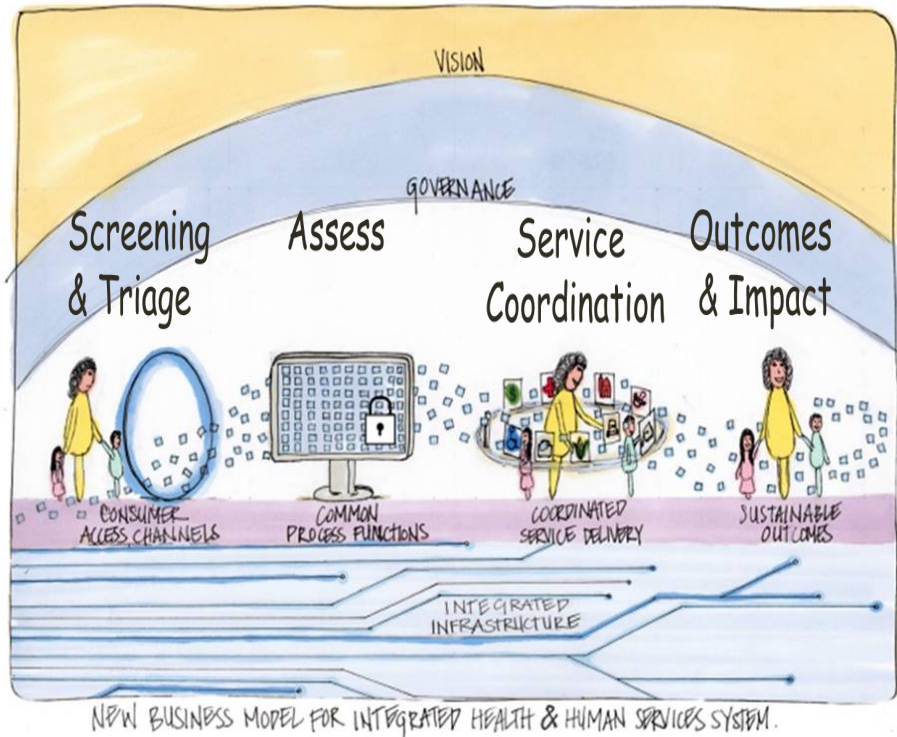 VISION
GOVERNANCE
Screening
& Triage
Assess
Service
Coordination
Outcomes
& Impact
CONSUMER
ACCESS CHANNELS
COMMON
PROCESS FUNCTIONS
COORDINATED
SERVICE DELIVERY
SUSTAINABLE
OUTCOMES
INTEGRATED
INFRASTRUCTURE
NEW BUSINESS MODEL FOR INTEGRATED HEALTH & HUMAN SERVICES SYSTEM.